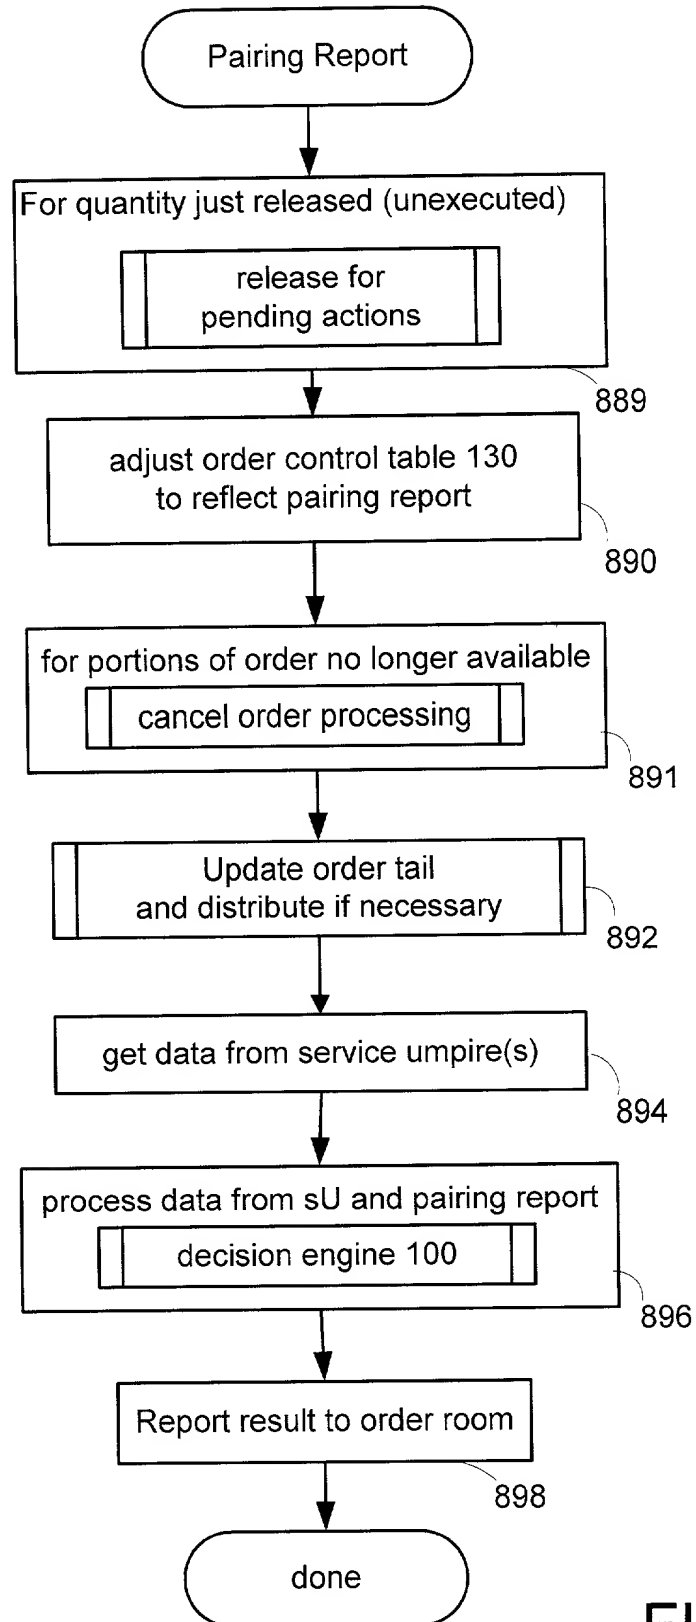 Pairing Report
For quantity just released (unexecuted)
release for
pending actions
889
adjust order control table 130
to reflect pairing report
890
for portions of order no longer available
cancel order processing
891
Update order tail
and distribute if necessary
892
get data from service umpire(s)
894
process data from sU and pairing report
decision engine 100
896
Report result to order room
898
done